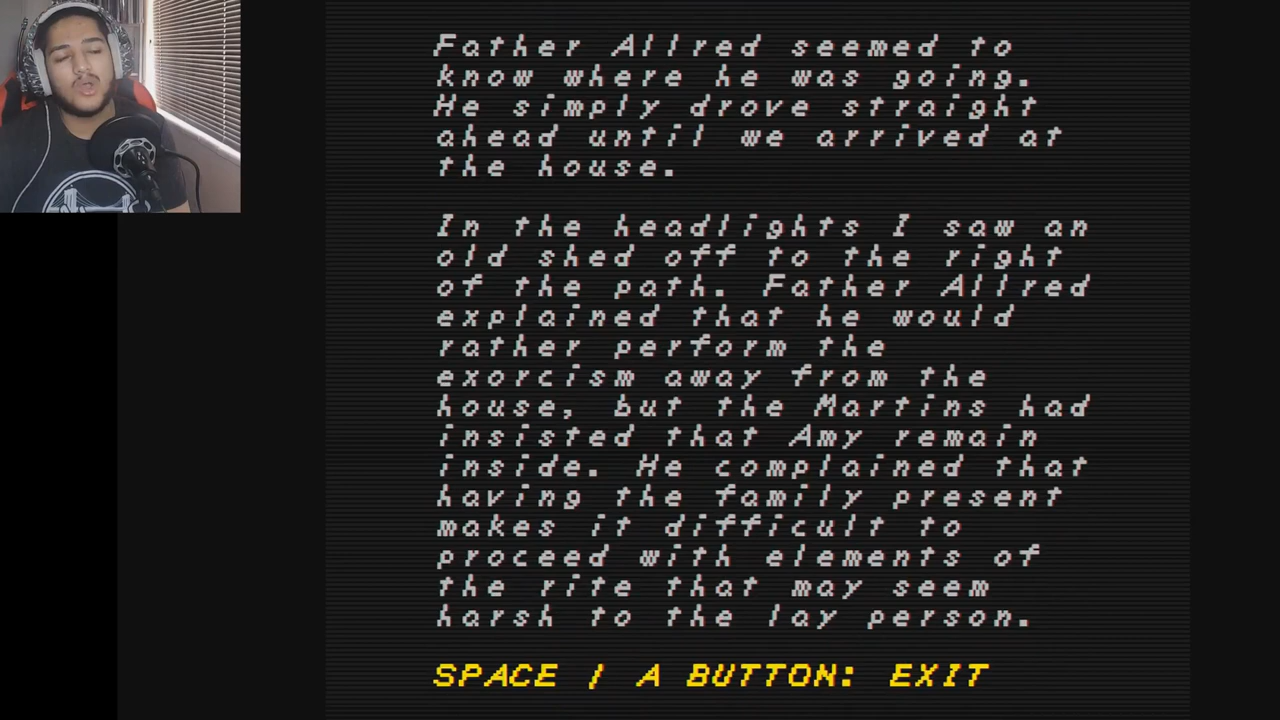 Father Allred seemed to
know where he was going.
He simply drove straight
ahead until we arrived at
the house.
In the headlights I saw an
old shed off to the right
of the path. Father Allred
explained that he would
rather perform the
exorcism away from the
house, but the Martins had
insisted that Amy remain
inside. He complained that
having the family present
makes it difficult to
proceed with elements of
the rite that may seem
harsh to the lay person.
SPACE / A BUTTON: EXIT